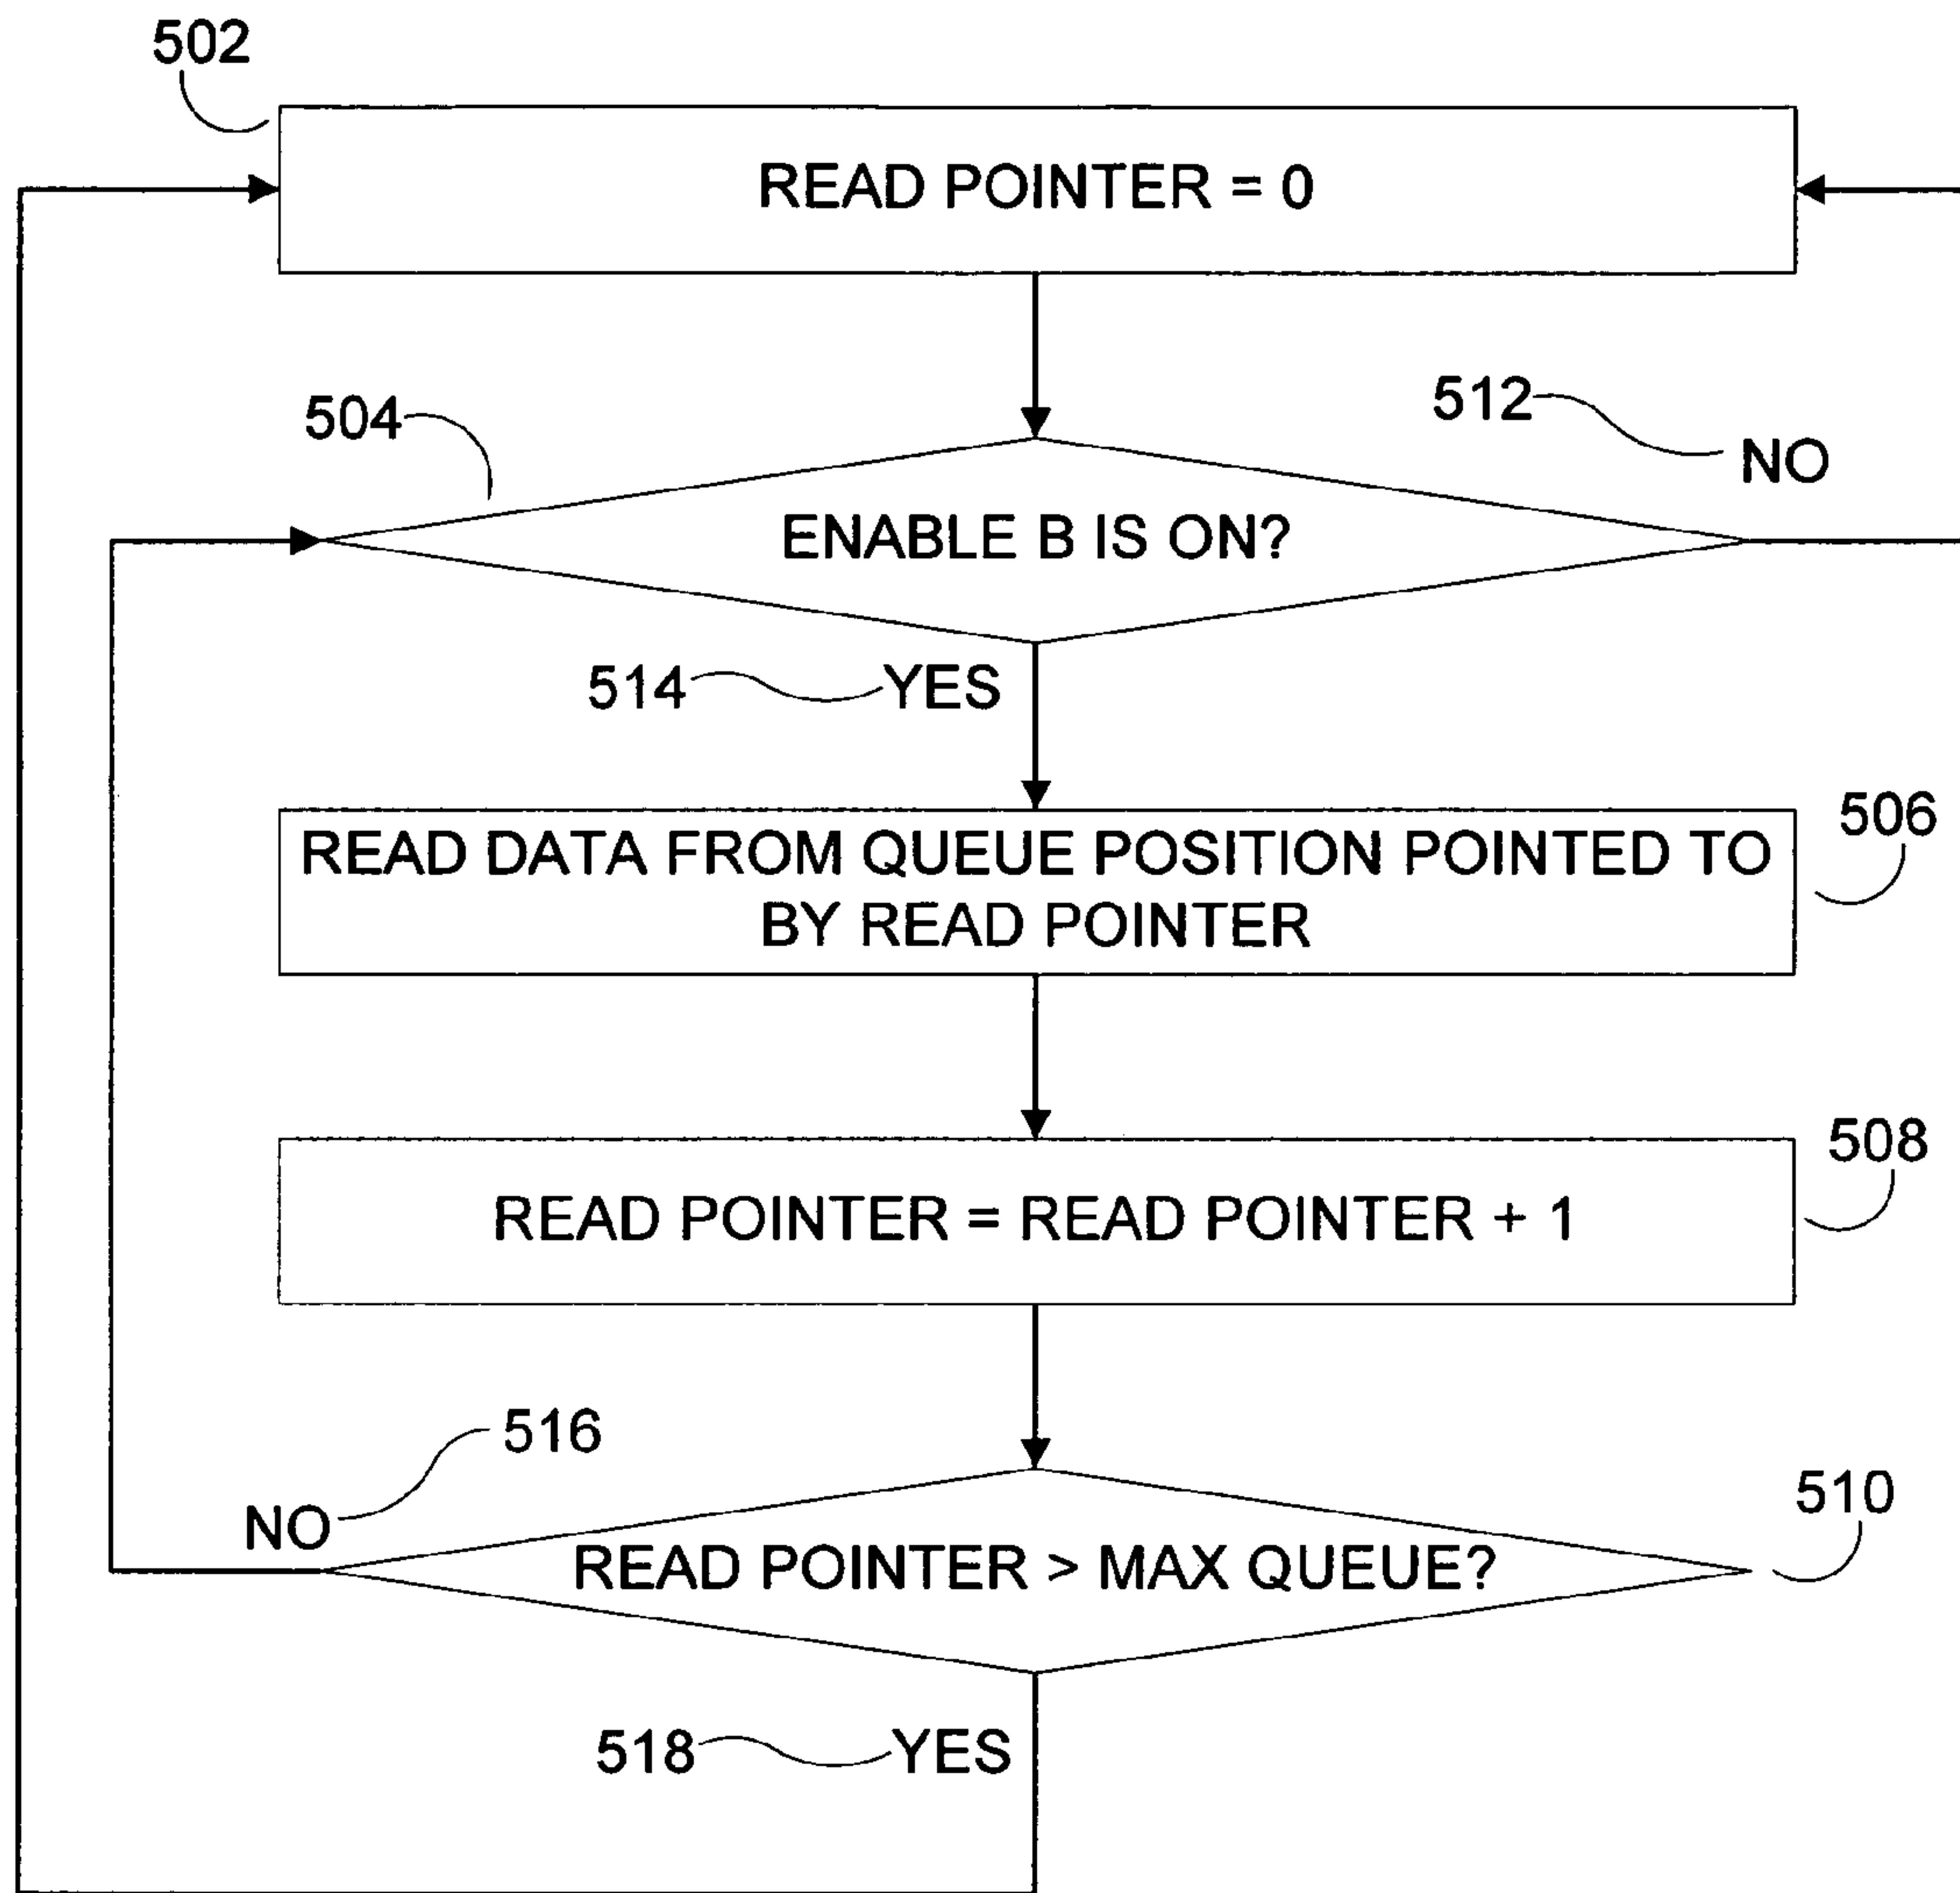 502
READ POINTER = 0
504
512
NO
ENABLE B IS ON?
514
YES
READ DATA FROM QUEUE POSITION POINTED TO
BY READ POINTER
506
508
READ POINTER = READ POINTER + 1
516
NO
510
READ POINTER > MAX QUEUE?
518
YES